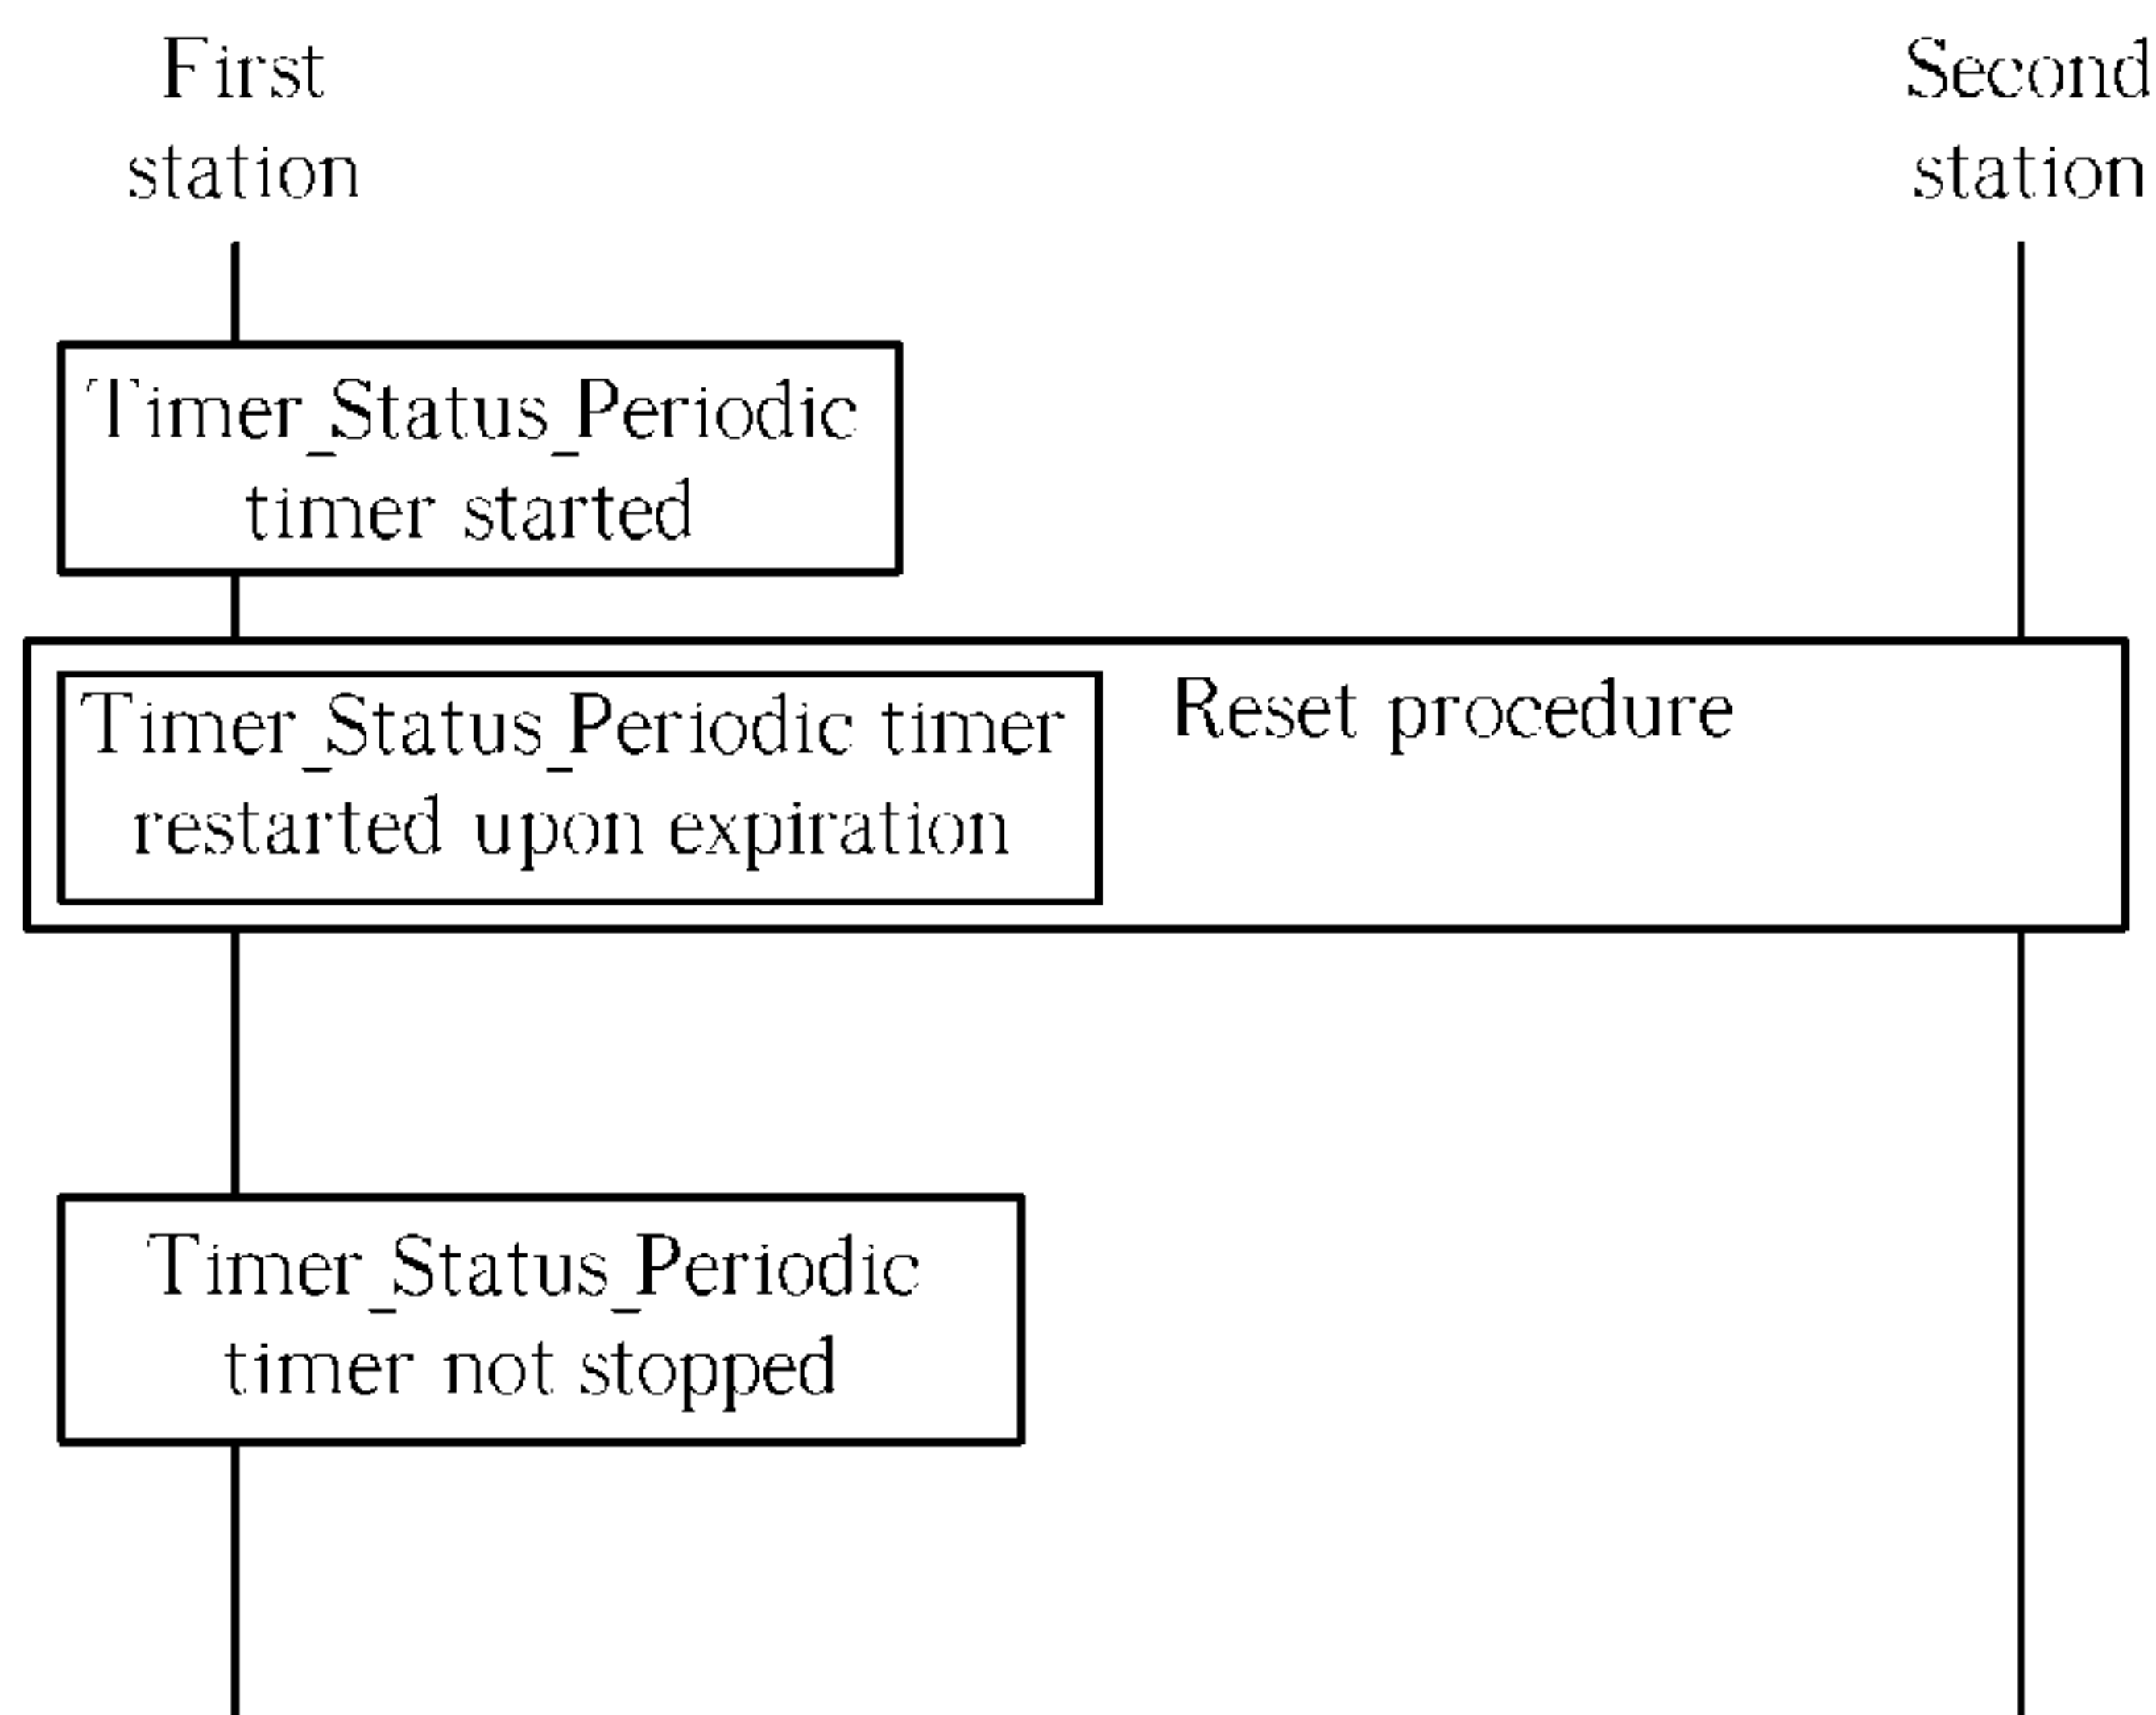 First
station
Second
station
Timer_Status_Periodic
timer started
Timer_Status_Periodic timer
restarted upon expiration
Reset procedure
Timer_Status_Periodic
timer not stopped